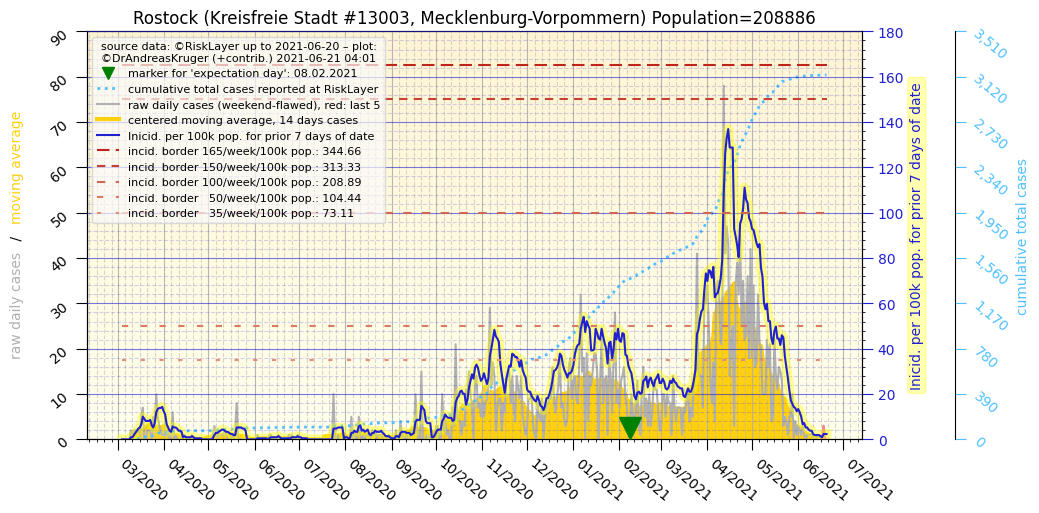 Rostock (Kreisfreie Stadt #13003, Mecklenburg-Vorpommern) Population=208886
source data: ©RiskLayer up to 2021-06-20 – plot:
©DrAndreasKruger (+contrib.) 2021-06-21 04:01
marker for 'expectation day': 08.02.2021
cumulative total cases reported at RiskLayer
raw daily cases (weekend-flawed), red: last 5
centered moving average, 14 days cases
Inicid. per 100k pop. for prior 7 days of date
incid. border 165/week/100k pop.: 344.66
incid. border 150/week/100k pop.: 313.33
incid. border 100/week/100k pop.: 208.89
incid. border 50/week/100k pop.: 104.44
incid. border 35/week/100k pop.: 73.11
raw daily cases / moving average
90
80
70
60
50
40
30
20
10
0
03/2020
04/2020
05/2020
06/2020
07/2020
08/2020
09/2020
10/2020
11/2020
12/2020
01/2021
02/2021
03/2021
04/2021
05/2021
06/2021
07/2021
180
160
140
120
100
80
60
40
20
0
Inicid. per 100k pop. for prior 7 days of date
3,510
3,120
2,730
2,340
1,950
1,560
1,170
780
390
0
cumulative total cases